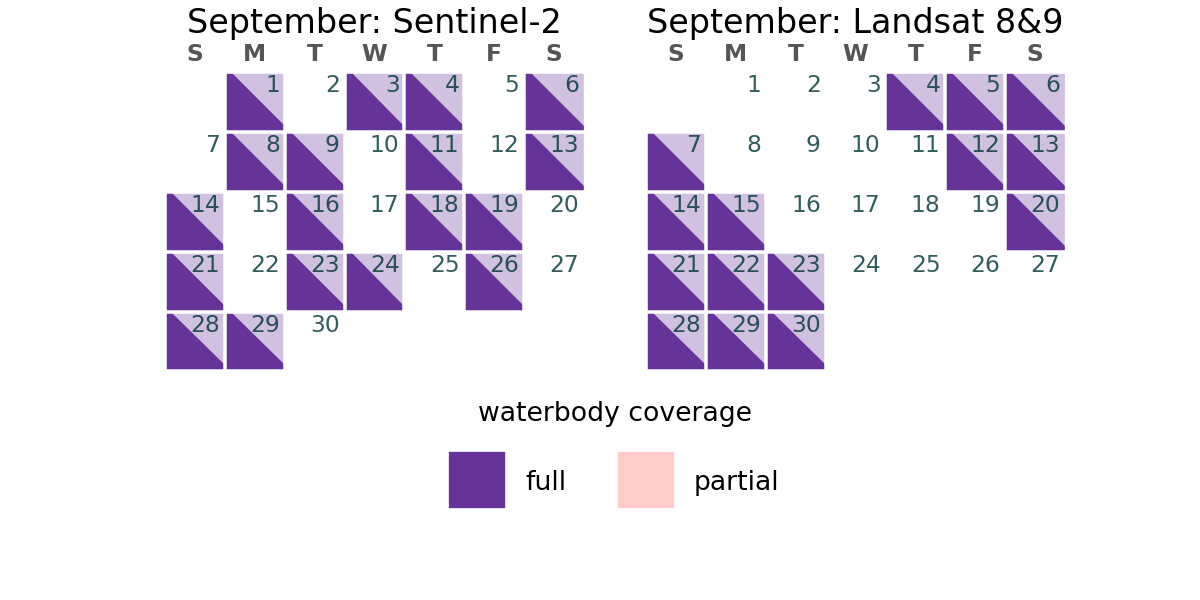 September: Sentinel-2
S M T W T F S
1 2 3 4 5 6
7 8 9 10 11 12 13
14 15 16 17 18 19 20
21 22 23 24 25 26 27
28 29 30
September: Landsat 8&9
S M T W T F S
1 2 3 4 5 6
7 8 9 10 11 12 13
14 15 16 17 18 19 20
21 22 23 24 25 26 27
28 29 30
waterbody coverage
full partial